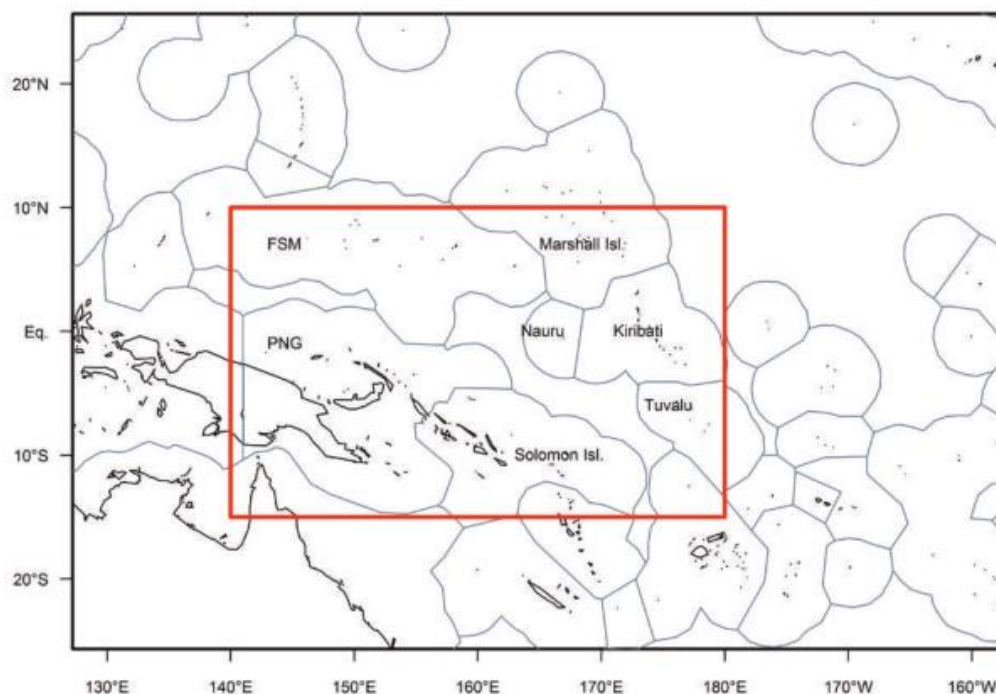 20°N
10°N
FSM
Marshall Isl.
Eq.
Nauru
Kiribati
PNG
Tuvalu
10°S
Solomon Isl.
20°S
130°E 140°E 150°E 160°E 170°E 180°E 170°W 160°W